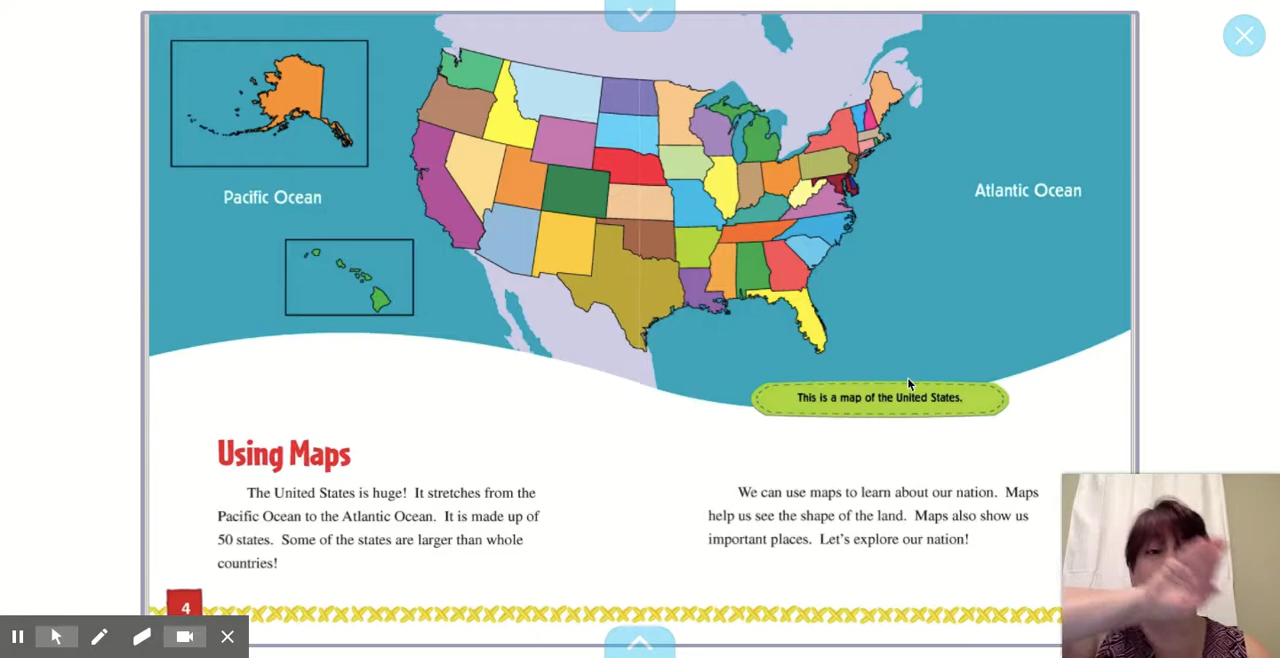 Pacific Ocean
Atlantic Ocean
This is a map of the United States.
Using Maps
The United States is huge! It stretches from the
Pacific Ocean to the Atlantic Ocean. It is made up of
50 states. Some of the states are larger than whole
countries!
We can use maps to learn about our nation. Maps
help us see the shape of the land. Maps also show us
important places. Let's explore our nation!
4